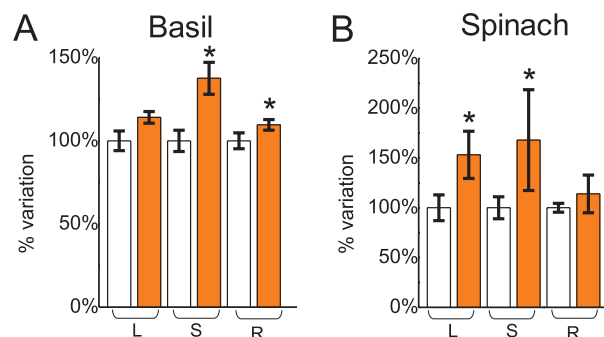 A Basil
150%
100%
50%
0%
% variation
* *
L S R
B Spinach
250%
200%
150%
100%
50%
0%
% variation
* *
L S R